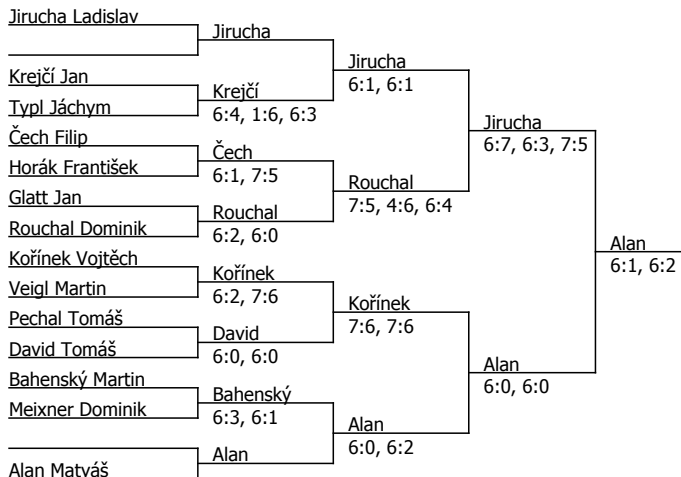 Jirucha Ladislav
Krejčí Jan
Typl Jáchym
Čech Filip
Horák František
Glatt Jan
Rouchal Dominik
Kořínek Vojtěch
Veigl Martin
Pechal Tomáš
David Tomáš
Bahenský Martin
Meixner Dominik
Alan Matyáš
Jirucha
Krejčí
6:4, 1:6, 6:3
Čech
6:1, 7:5
Rouchal
6:2, 6:0
Kořínek
6:2, 7:6
David
6:0, 6:0
Bahenský
6:3, 6:1
Alan
Jirucha
6:1, 6:1
Rouchal
7:5, 4:6, 6:4
Kořínek
7:6, 7:6
Alan
6:0, 6:2
Jirucha
6:7, 6:3, 7:5
Alan
6:0, 6:0
Alan
6:1, 6:2